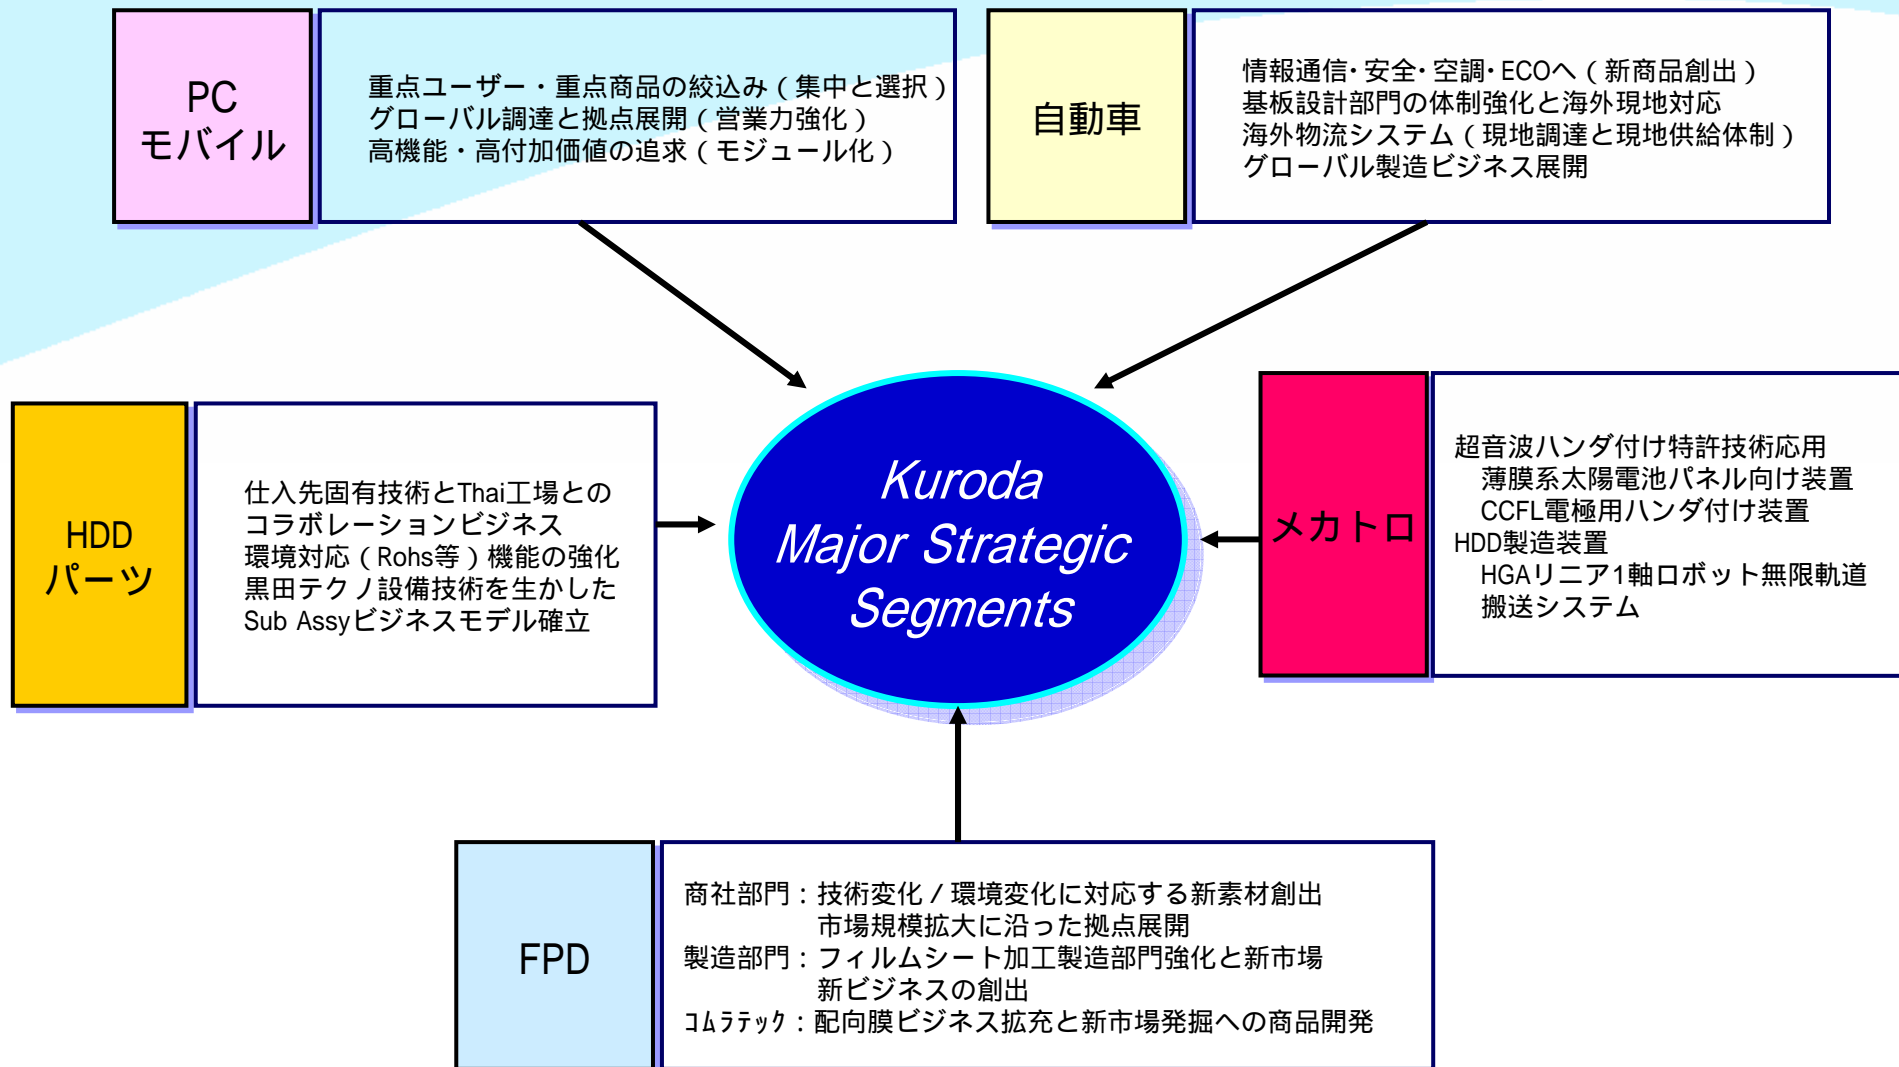 PC
モバイル
重点ユーザー・重点商品の絞込み（集中と選択）
グローバル調達と拠点展開（営業力強化）
高機能・高付加価値の追求（モジュール化）
自動車
情報通信･安全･空調･ECOへ（新商品創出）
基板設計部門の体制強化と海外現地対応
海外物流システム（現地調達と現地供給体制）
グローバル製造ビジネス展開
HDD
パーツ
仕入先固有技術とThai工場との
コラボレーションビジネス
環境対応（Rohs等）機能の強化
黒田テクノ設備技術を生かした
Sub Assyビジネスモデル確立
Kuroda
Major Strategic
Segments
メカトロ
超音波ハンダ付け特許技術応用
薄膜系太陽電池パネル向け装置
CCFL電極用ハンダ付け装置
HDD製造装置
HGAリニア1軸ロボット無限軌道
搬送システム
FPD
商社部門：技術変化／環境変化に対応する新素材創出
市場規模拡大に沿った拠点展開
製造部門：フィルムシート加工製造部門強化と新市場
新ビジネスの創出
ｺﾑﾗﾃｯｸ：配向膜ビジネス拡充と新市場発掘への商品開発